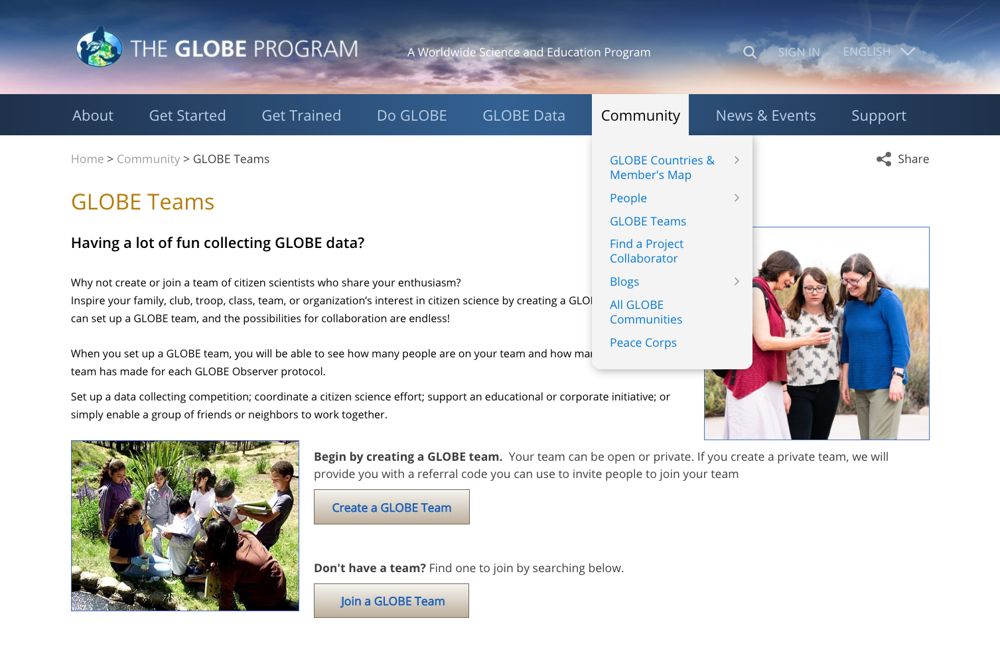 THE GLOBE PROGRAM
A Worldwide Science and Education Program
SIGN IN
ENGLISH
About
Get Started
Get Trained
Do GLOBE
GLOBE Data
Community
News & Events
Support
Home > Community > GLOBE Teams
Share
GLOBE Countries &
Member's Map
People
GLOBE Teams
Find a Project
Collaborator
Blogs
All GLOBE
Communities
Peace Corps
GLOBE Teams
Having a lot of fun collecting GLOBE data?
Why not create or join a team of citizen scientists who share your enthusiasm?
Inspire your family, club, troop, class, team, or organization’s interest in citizen science by creating a
can set up a GLOBE team, and the possibilities for collaboration are endless!
When you set up a GLOBE team, you will be able to see how many people are on your team and how
team has made for each GLOBE Observer protocol.
Set up a data collecting competition; coordinate a citizen science effort; support an educational or corporate initiative; or
simply enable a group of friends or neighbors to work together.
Begin by creating a GLOBE team. Your team can be open or private. If you create a private team, we will
provide you with a referral code you can use to invite people to join your team
Create a GLOBE Team
Don't have a team? Find one to join by searching below.
Join a GLOBE Team